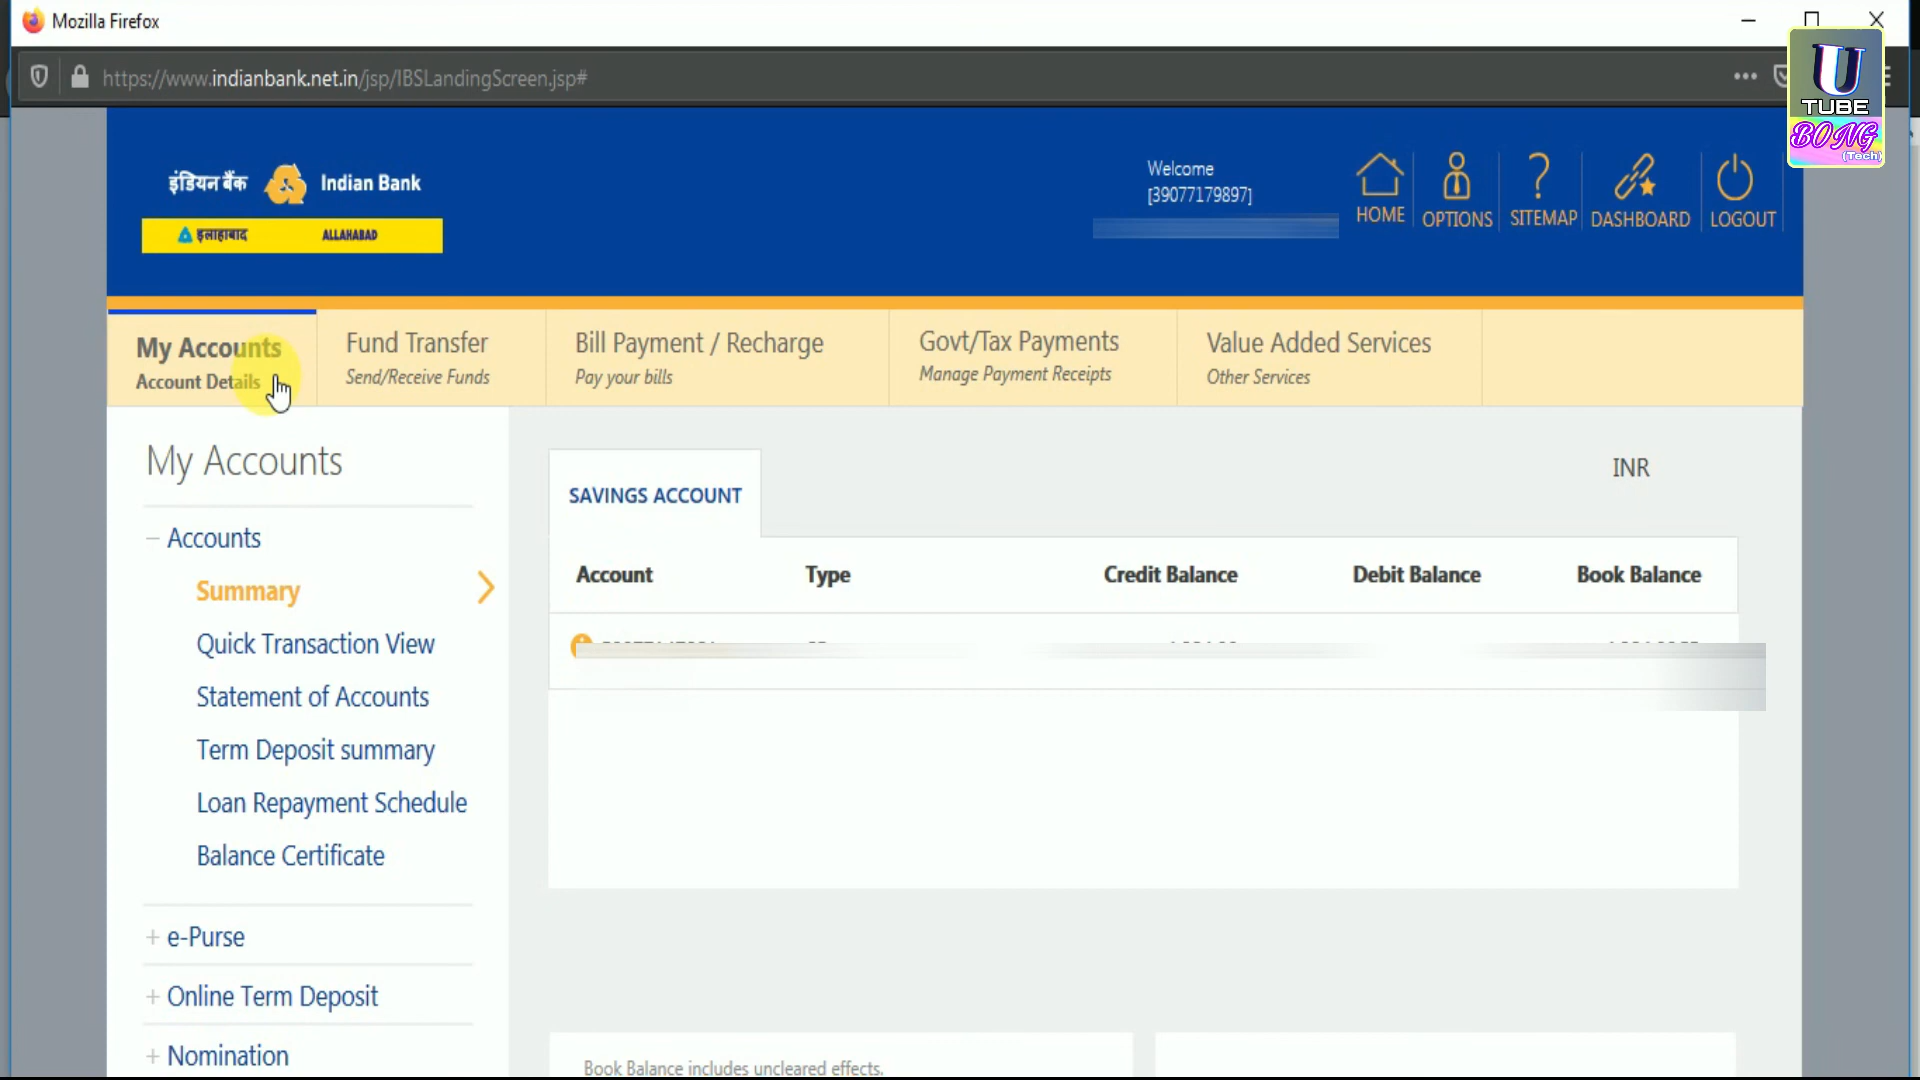 Mozilla Firefox
https://www.indianbank.net.in/jsp/IBSLandingScreen.jsp#
U
TUBE
BONG
(Tech)
इंडियन बैंक Indian Bank
इलाहाबाद ALLAHABAD
Welcome
[39077179897]
HOME
OPTIONS
SITEMAP
DASHBOARD
LOGOUT
My Accounts
Account Details
Fund Transfer
Send/Receive Funds
Bill Payment / Recharge
Pay your bills
Govt/Tax Payments
Manage Payment Receipts
Value Added Services
Other Services
My Accounts
– Accounts
Summary
Quick Transaction View
Statement of Accounts
Term Deposit summary
Loan Repayment Schedule
Balance Certificate
+ e-Purse
+ Online Term Deposit
+ Nomination
SAVINGS ACCOUNT
INR
Account Type Credit Balance Debit Balance Book Balance
Book Balance includes uncleared effects.